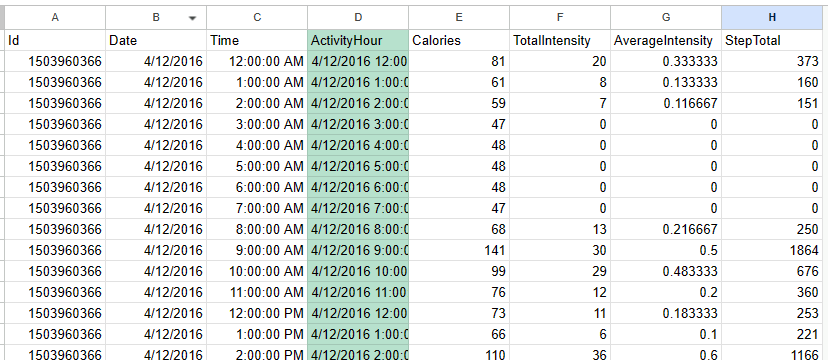 A B C D E F G H
Id Date Time ActivityHour Calories TotalIntensity AverageIntensity StepTotal
1503960366 4/12/2016 12:00:00 AM 4/12/2016 12:00 81 20 0.333333 373
1503960366 4/12/2016 1:00:00 AM 4/12/2016 1:00:0 61 8 0.133333 160
1503960366 4/12/2016 2:00:00 AM 4/12/2016 2:00:0 59 7 0.116667 151
1503960366 4/12/2016 3:00:00 AM 4/12/2016 3:00:0 47 0 0 0
1503960366 4/12/2016 4:00:00 AM 4/12/2016 4:00:0 48 0 0 0
1503960366 4/12/2016 5:00:00 AM 4/12/2016 5:00:0 48 0 0 0
1503960366 4/12/2016 6:00:00 AM 4/12/2016 6:00:0 48 0 0 0
1503960366 4/12/2016 7:00:00 AM 4/12/2016 7:00:0 47 0 0 0
1503960366 4/12/2016 8:00:00 AM 4/12/2016 8:00:0 68 13 0.216667 250
1503960366 4/12/2016 9:00:00 AM 4/12/2016 9:00:0 141 30 0.5 1864
1503960366 4/12/2016 10:00:00 AM 4/12/2016 10:00 99 29 0.483333 676
1503960366 4/12/2016 11:00:00 AM 4/12/2016 11:00 76 12 0.2 360
1503960366 4/12/2016 12:00:00 PM 4/12/2016 12:00 73 11 0.183333 253
1503960366 4/12/2016 1:00:00 PM 4/12/2016 1:00:0 66 6 0.1 221
1503960366 4/12/2016 2:00:00 PM 4/12/2016 2:00:0 110 36 0.6 1166